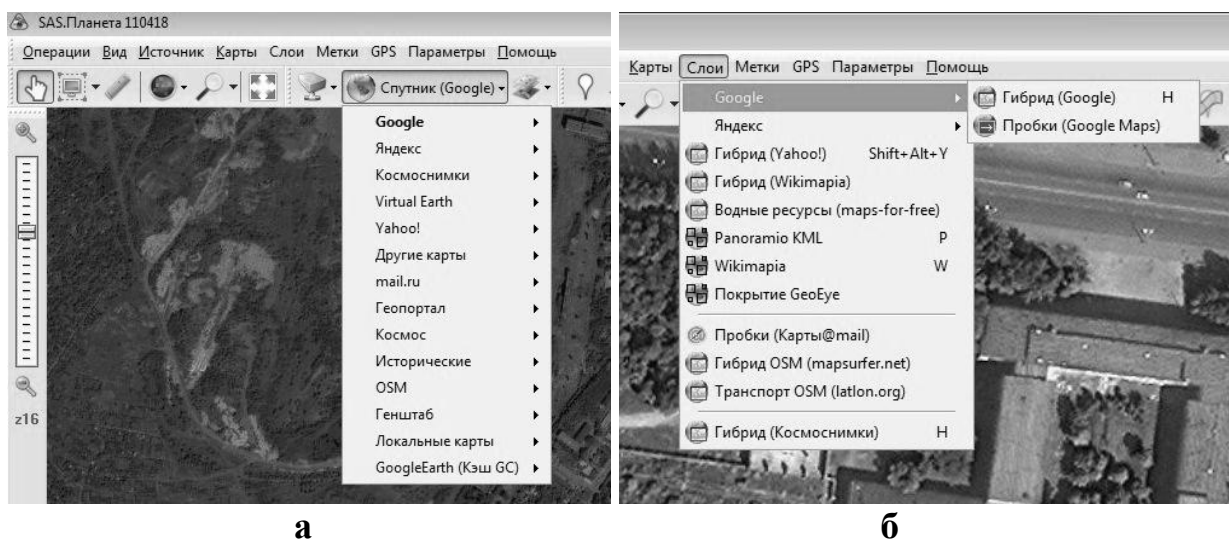 SAS.Планета 110418
Операции Вид Источник Карты Слои Метки GPS Параметры Помощь
Спутник (Google)
Google
Яндекс
Космоснимки
Virtual Earth
Yahoo!
Другие карты
mail.ru
Геопортал
Космос
Исторические
OSM
Генштаб
Локальные карты
GoogleEarth (Кэш GC)
z16
а
Карты Слои Метки GPS Параметры Помощь
Google
Гибрид (Google) H
Пробки (Google Maps)
Яндекс
Гибрид (Yahoo!) Shift+Alt+Y
Гибрид (Wikimapia)
Водные ресурсы (maps-for-free)
Panoramio KML P
Wikimapia W
Покрытие GeoEye
Пробки (Карты@mail)
Гибрид OSM (mapsurfer.net)
Транспорт OSM (latlon.org)
Гибрид (Космоснимки) H
б